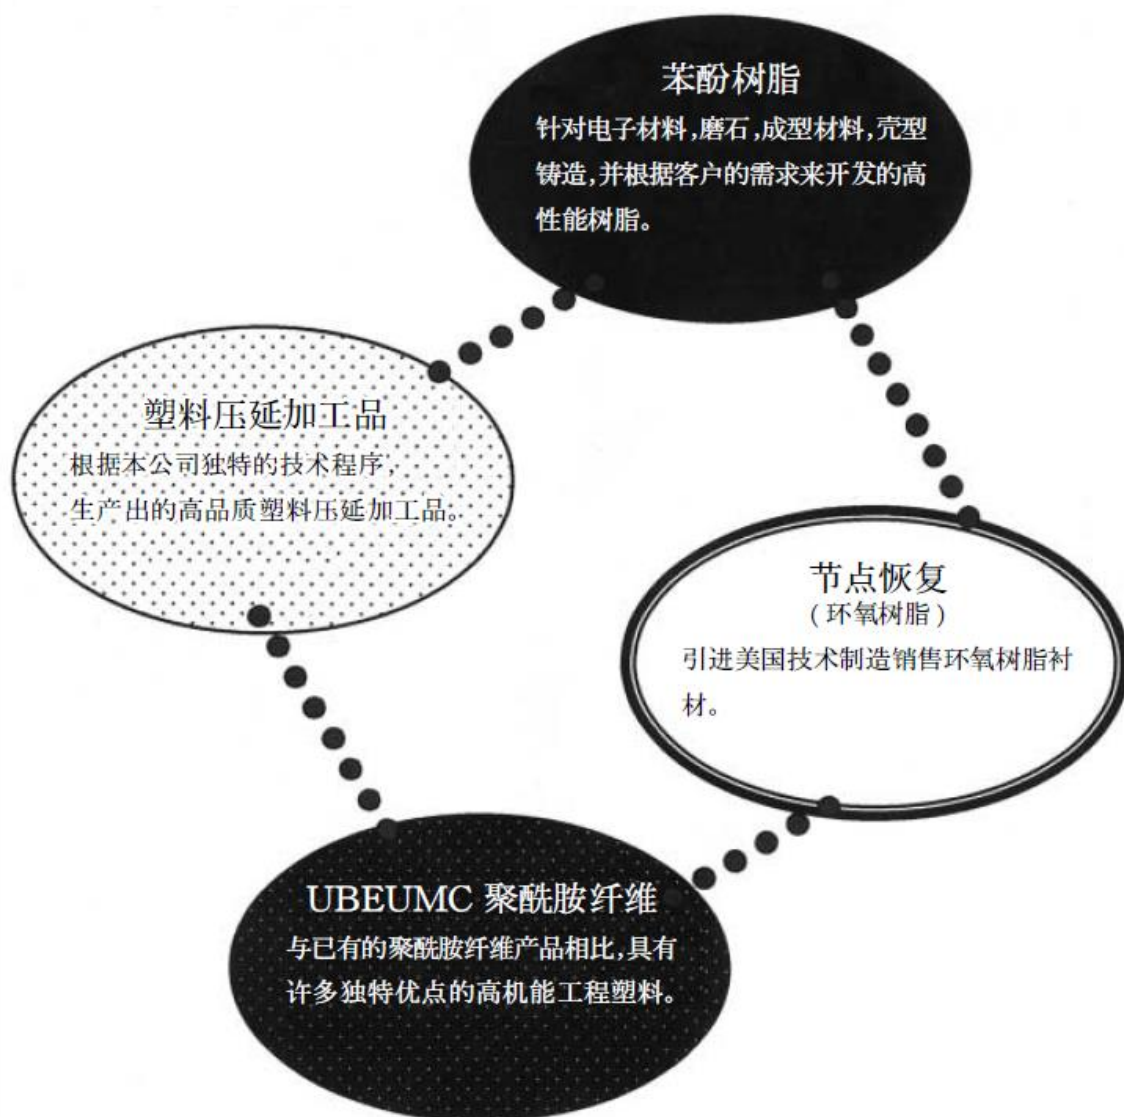 苯酚树脂
针对电子材料,磨石,成型材料,壳型
铸造,并根据客户的需求来开发的高
性能树脂。
塑料压延加工品
根据本公司独特的技术程序,
生产出的高品质塑料压延加工品。
节点恢复
(环氧树脂)
引进美国技术制造销售环氧树脂衬
材。
UBEUMC 聚酰胺纤维
与已有的聚酰胺纤维产品相比,具有
许多独特优点的高机能工程塑料。